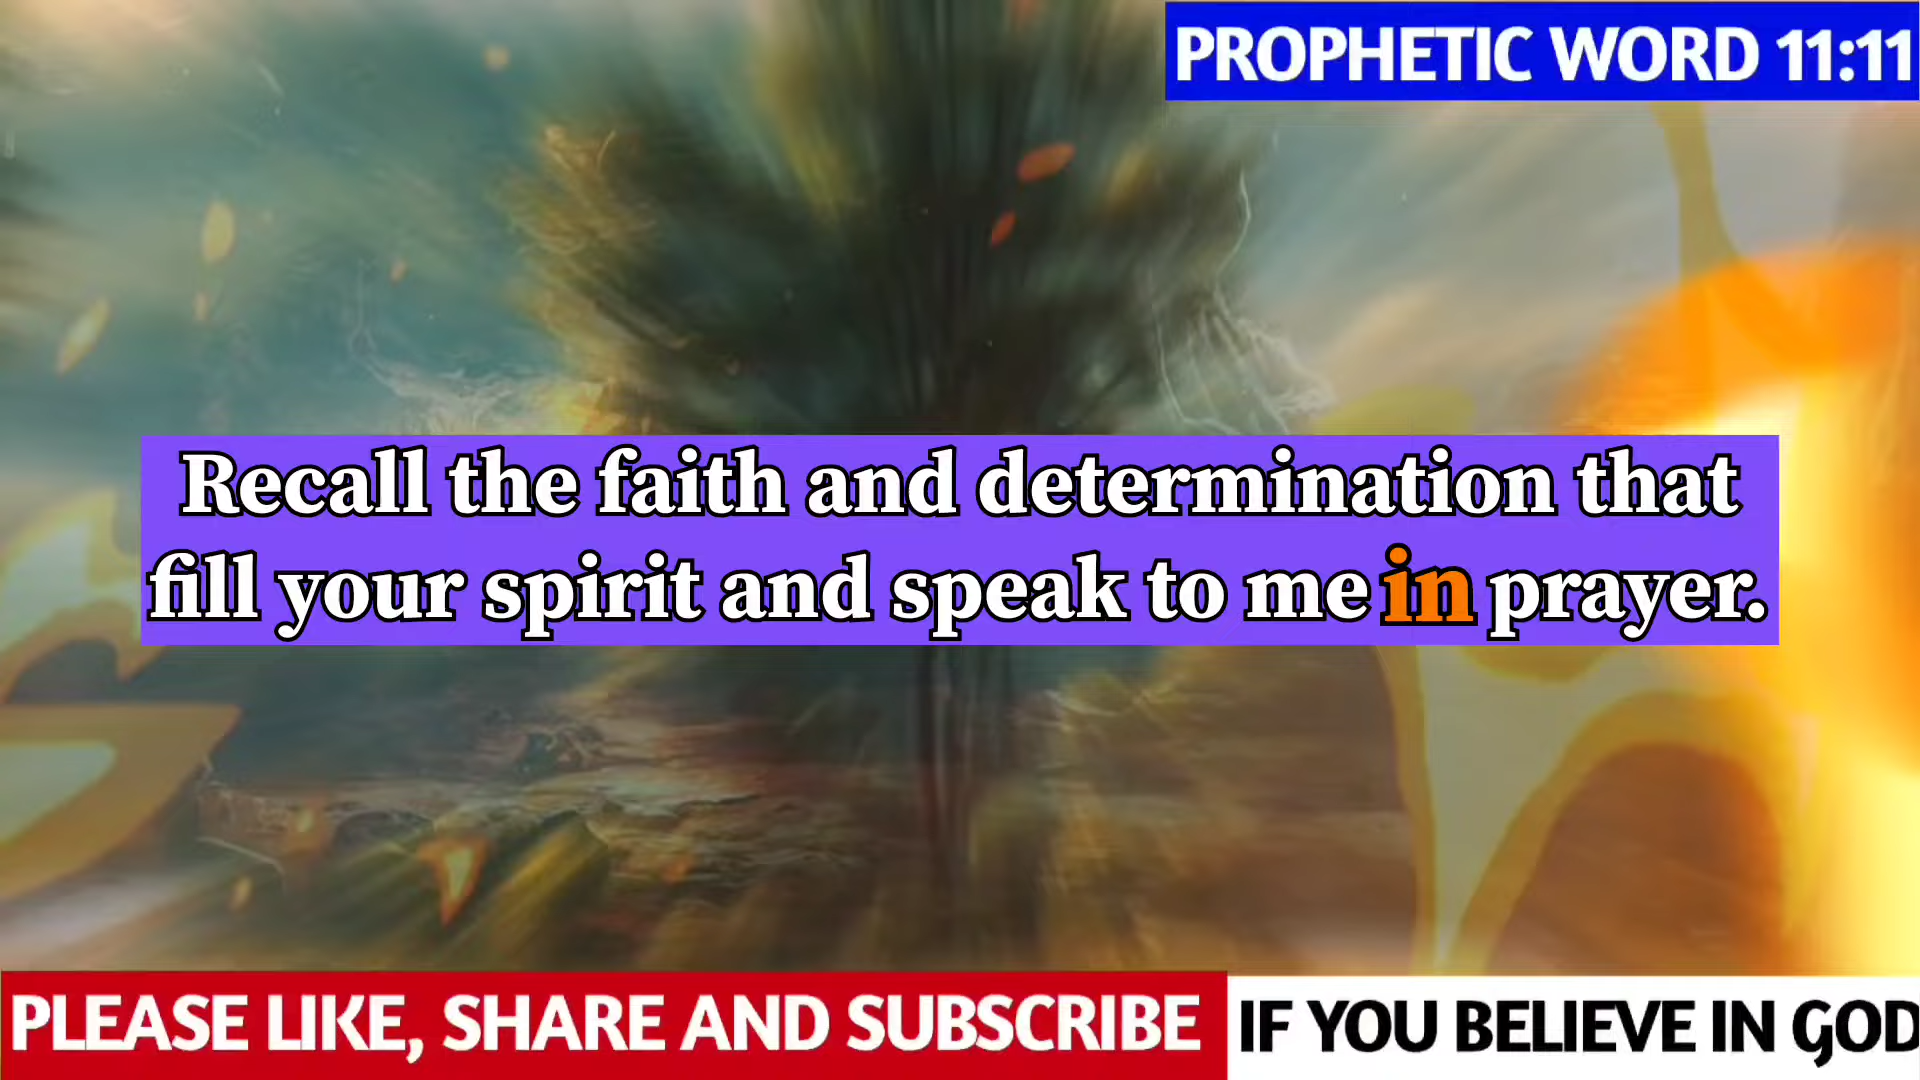 PROPHETIC WORD 11:11
Recall the faith and determination that
fill your spirit and speak to me in prayer.
PLEASE LIKE, SHARE AND SUBSCRIBE IF YOU BELIEVE IN GOD